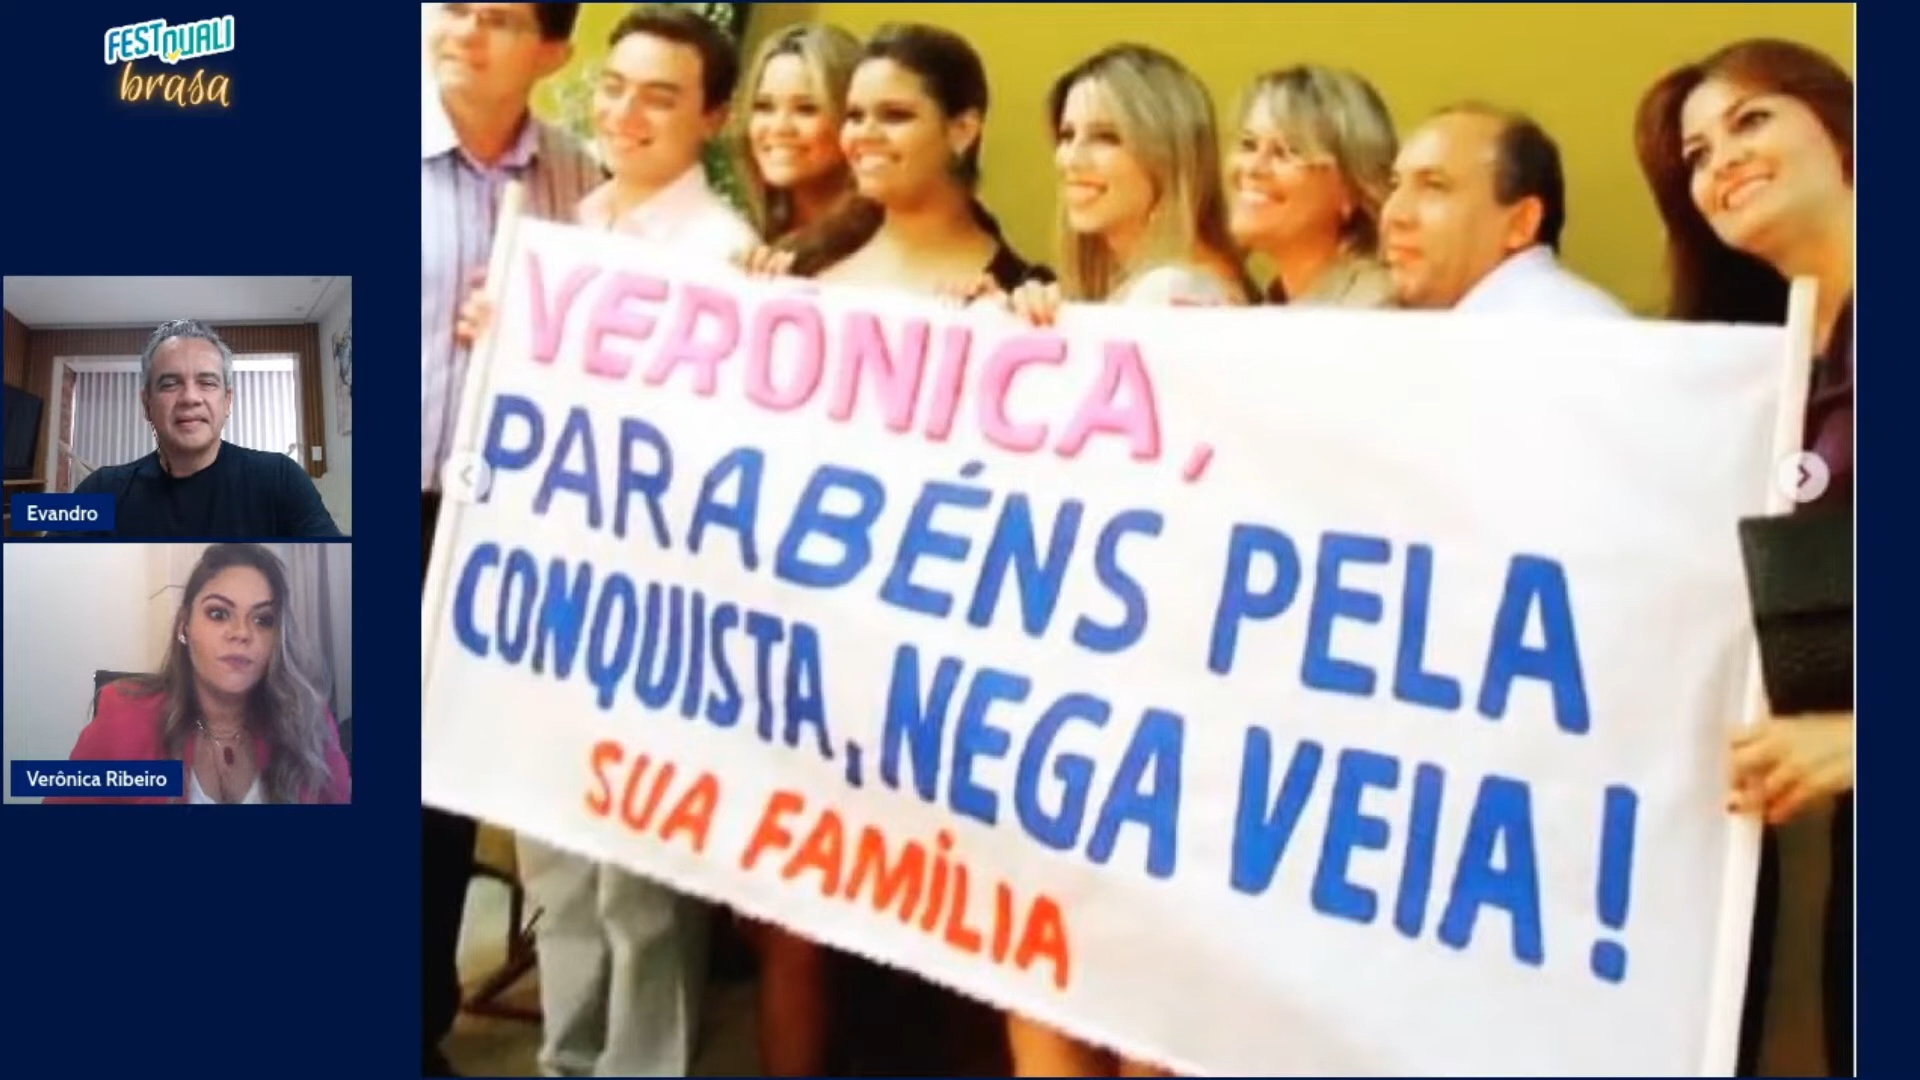 FESTQUALI
brasa
Evandro
Verônica Ribeiro
VERÔNICA,
PARABÉNS PELA
CONQUISTA, NEGA VEIA!
SUA FAMÍLIA